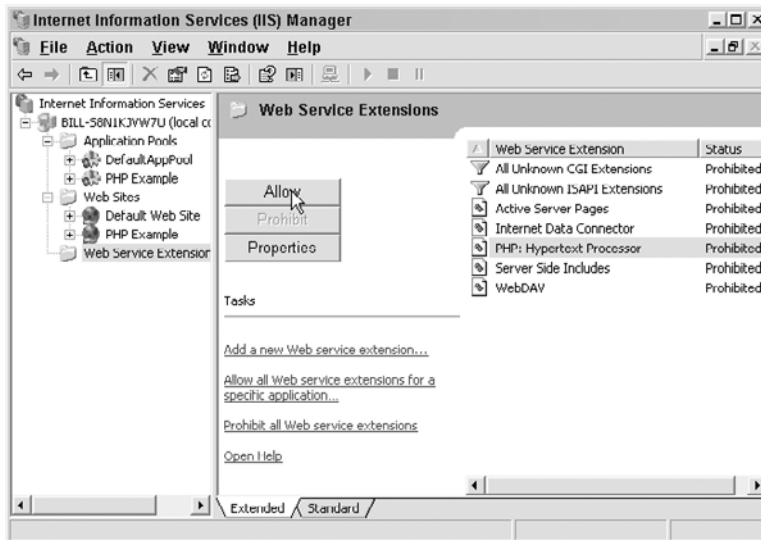 Internet Information Services (IIS) Manager
File Action View Window Help
Internet Information Services
BILL-S8N1KJVW7U (local co
Application Pools
DefaultAppPool
PHP Example
Web Sites
Default Web Site
PHP Example
Web Service Extension
Web Service Extensions
Allow
Prohibit
Properties
Tasks
Add a new Web service extension...
Allow all Web service extensions for a
specific application...
Prohibit all Web service extensions
Open Help
Web Service Extension Status
All Unknown CGI Extensions Prohibited
All Unknown ISAPI Extensions Prohibited
Active Server Pages Prohibited
Internet Data Connector Prohibited
PHP: Hypertext Processor Prohibited
Server Side Includes Prohibited
WebDAV Prohibited
Extended Standard